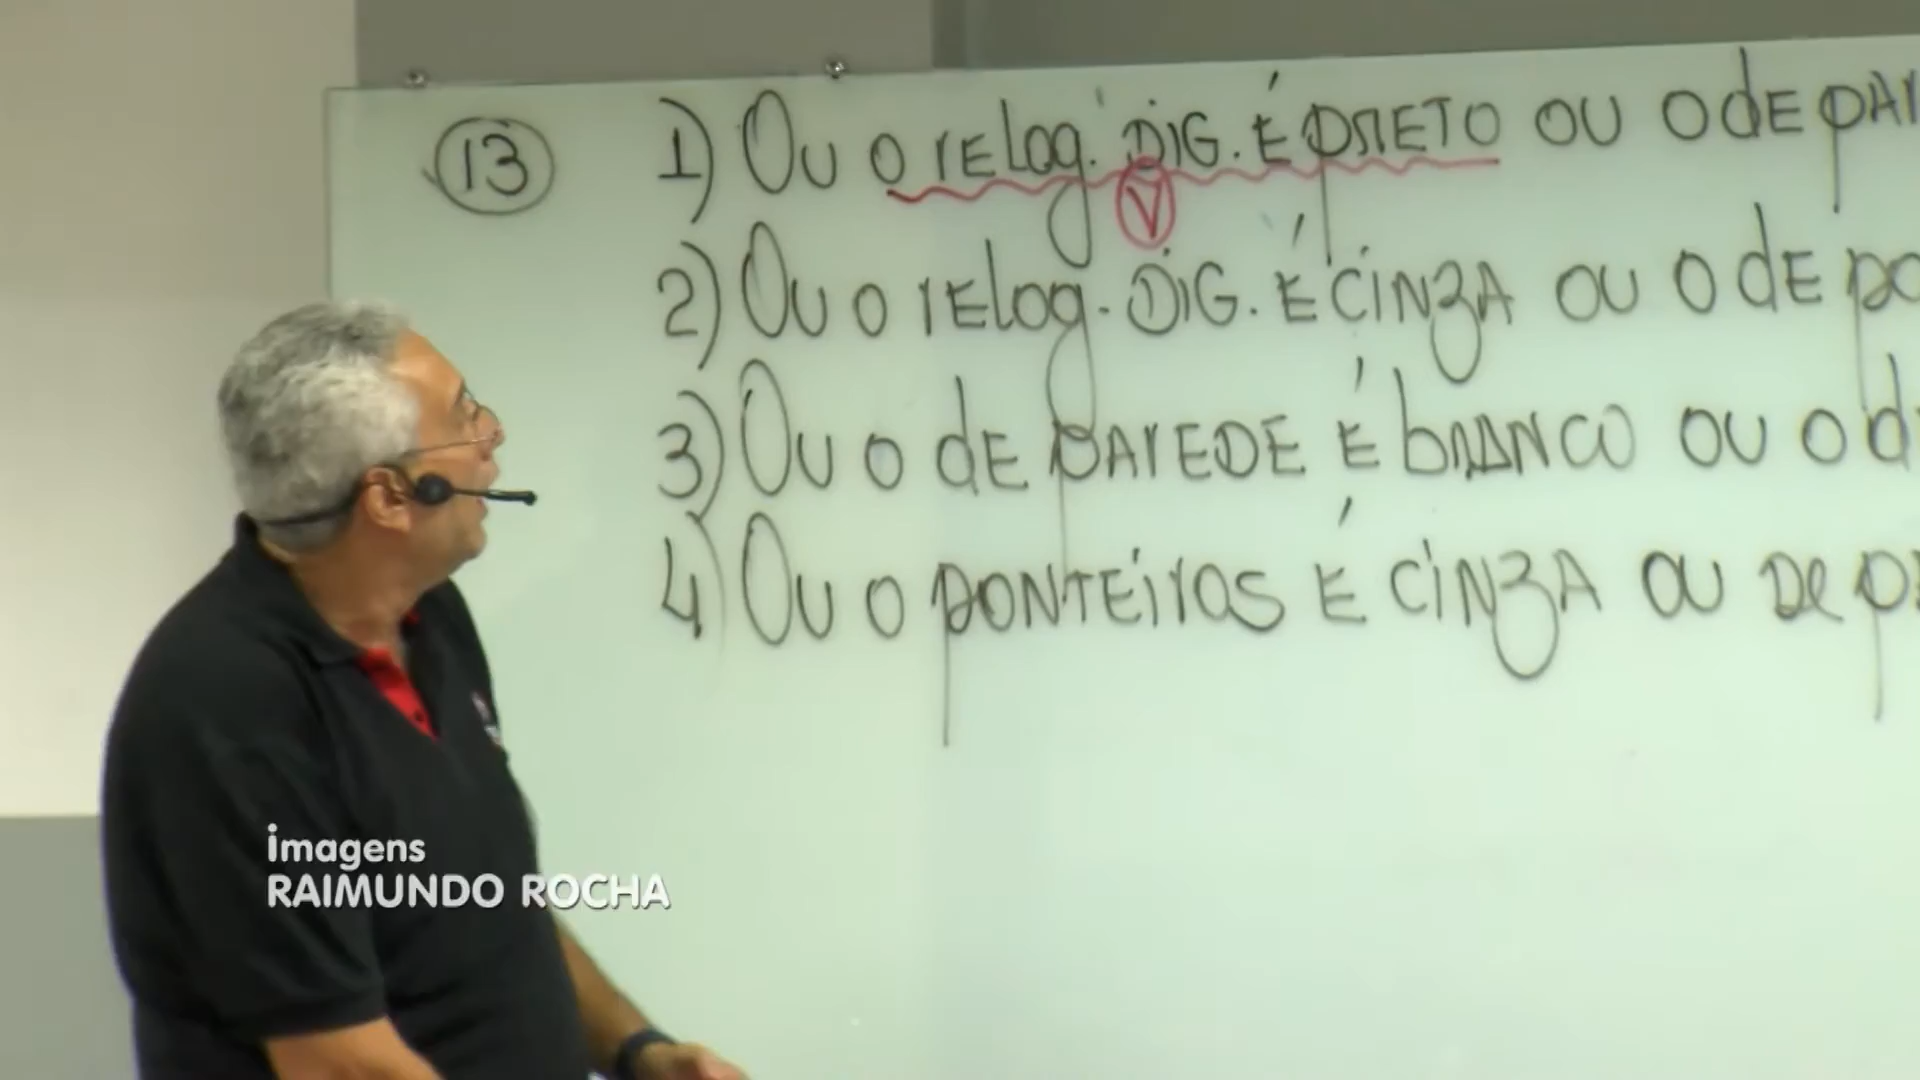 13
1) Ou o relog. DIG. É PRETO OU O dE PAr
V
2) Ou o rElog. DIG. É CINZA OU O dE po
3) Ou o dE PArEDE É bRANCO OU O d
4) Ou o PONTEiros É CINZA OU De p
imagens
RAIMUNDO ROCHA